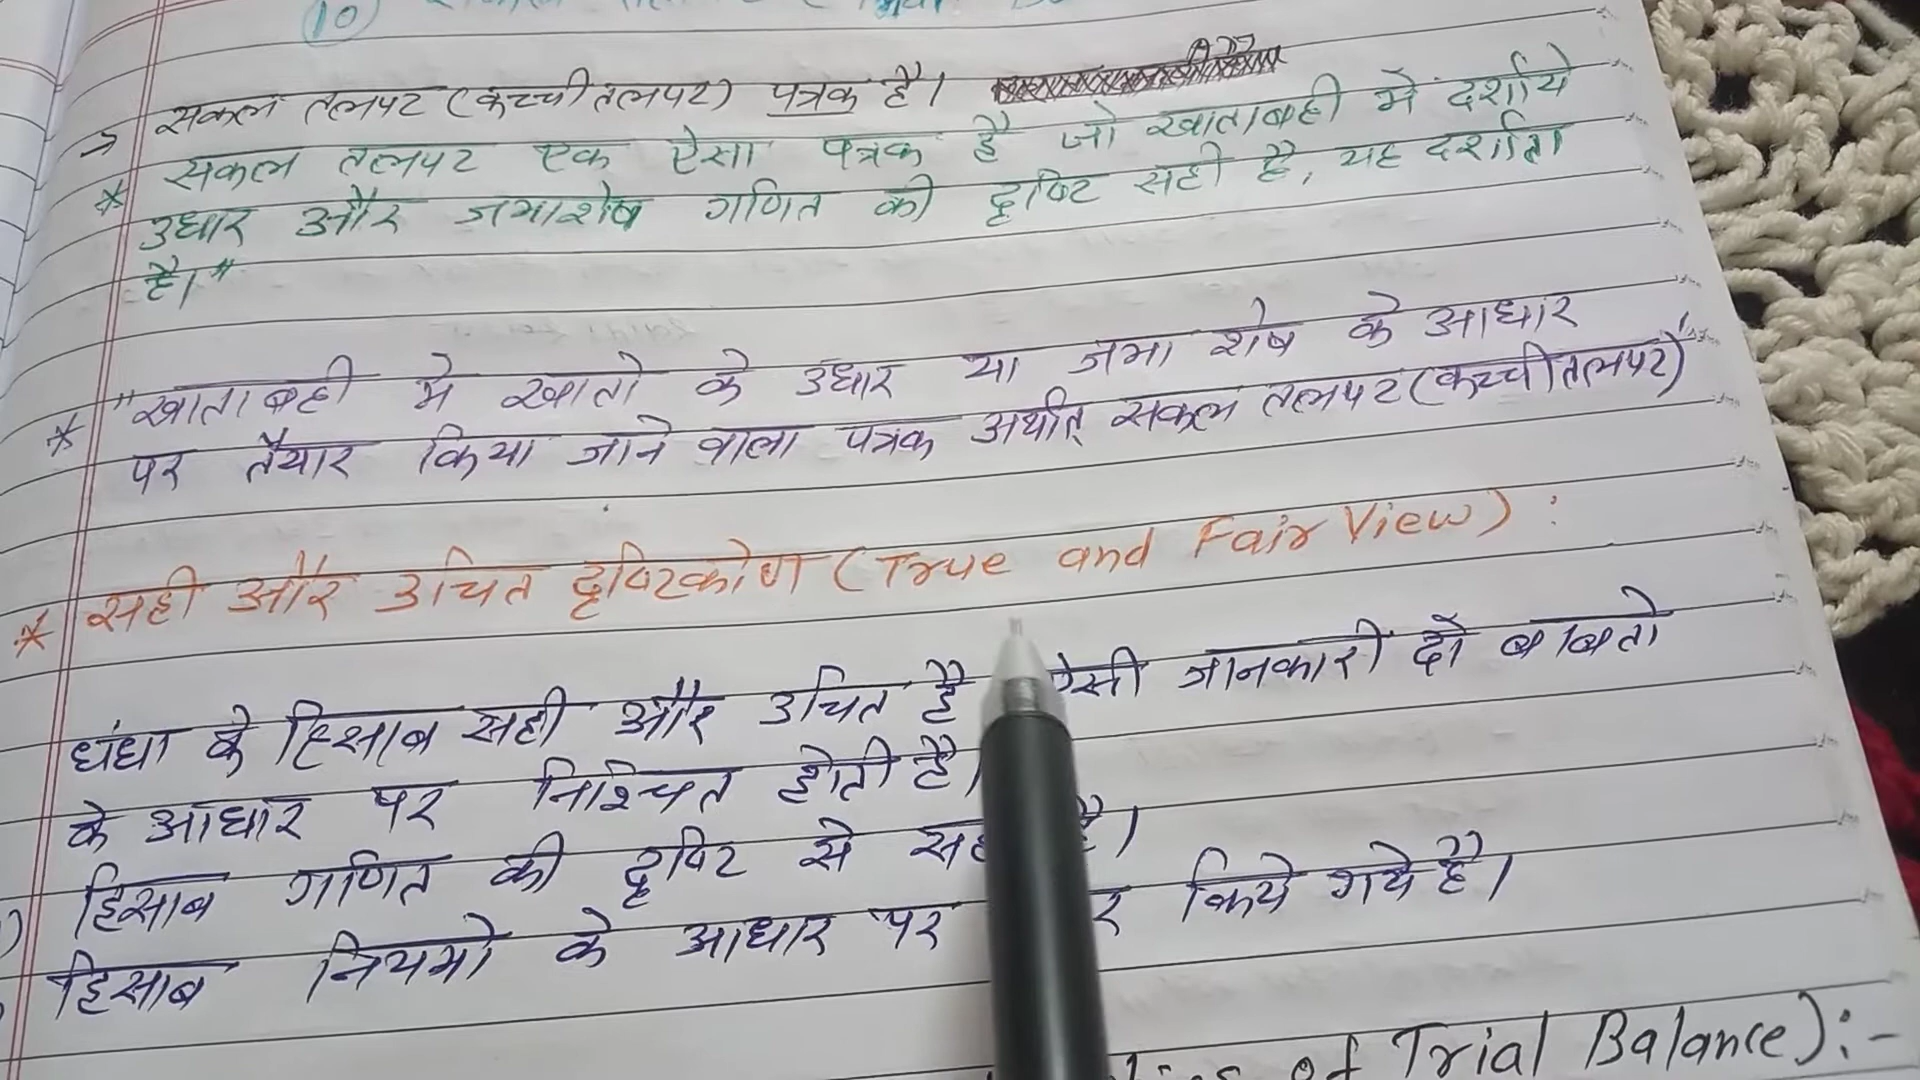 10)
→ सकल तलपट (कच्ची तलपट) पत्रक है।
* सकल तलपट एक ऐसा पत्रक है जो खाताबही में दर्शाये
उधार और जमाशेष गणित की दृष्टि सही है, यह दर्शाता
है।"
* "खाताबही मे खातो के उधार या जमा शेष के आधार
पर तैयार किया जाने वाला पत्रक अर्थात् सकल तलपट (कच्ची तलपट)"
* सही और उचित दृष्टिकोण (True and Fair View) :
धंधा के हिसाब सही और उचित है ऐसी जानकारी दो बाबतो
के आधार पर निश्चित होती है।
हिसाब गणित की दृष्टि से है।
हिसाब नियमो के आधार पर किये गये है।
of Trial Balance):-